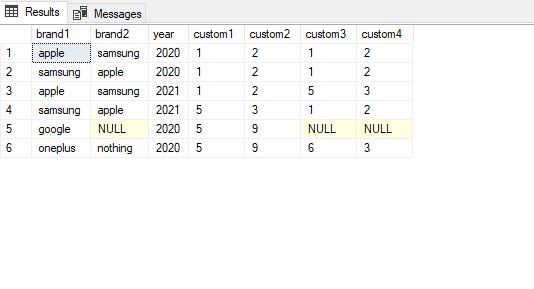 Results Messages
brand1 brand2 year custom1 custom2 custom3 custom4
1 apple samsung 2020 1 2 1 2
2 samsung apple 2020 1 2 1 2
3 apple samsung 2021 1 2 5 3
4 samsung apple 2021 5 3 1 2
5 google NULL 2020 5 9 NULL NULL
6 oneplus nothing 2020 5 9 6 3